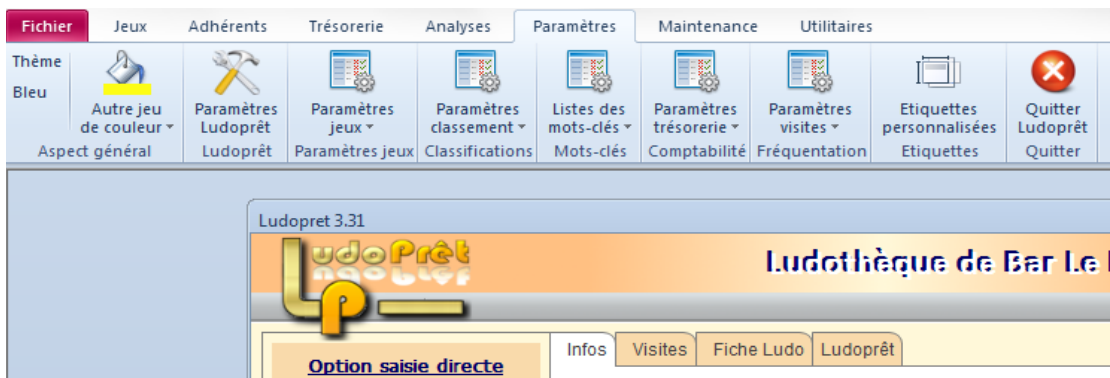 Fichier Jeux Adhérents Trésorerie Analyses Paramètres Maintenance Utilitaires
Thème
Bleu
Autre jeu
de couleur
Paramètres
Ludoprêt
Paramètres
jeux
Paramètres
classement
Listes des
mots-clés
Paramètres
trésorerie
Paramètres
visites
Etiquettes
personnalisées
Quitter
Ludoprêt
Aspect général Ludoprêt Paramètres jeux Classifications Mots-clés Comptabilité Fréquentation Etiquettes Quitter
Ludopret 3.31
LudoPrêt
LP
Ludothèque de Bar Le
Infos Visites Fiche Ludo Ludoprêt
Option saisie directe